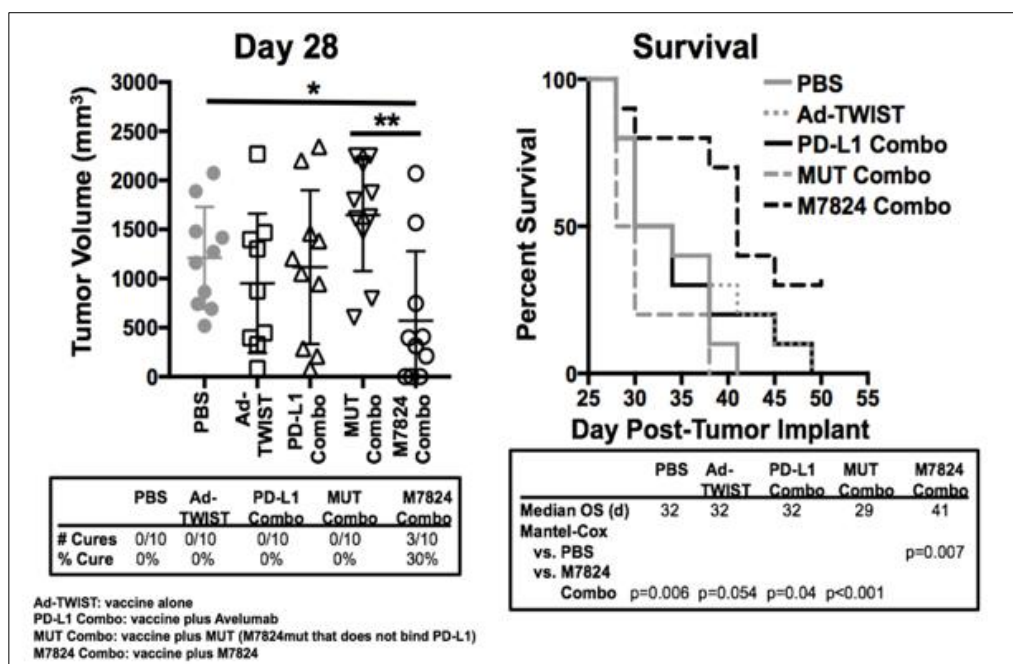 Day 28
Tumor Volume (mm³)
3000
2500
2000
1500
1000
500
0
*
**
PBS
Ad-
TWIST
PD-L1
Combo
MUT
Combo
M7824
Combo
PBS Ad-TWIST PD-L1 Combo MUT Combo M7824 Combo
# Cures 0/10 0/10 0/10 0/10 3/10
% Cure 0% 0% 0% 0% 30%
Ad-TWIST: vaccine alone
PD-L1 Combo: vaccine plus Avelumab
MUT Combo: vaccine plus MUT (M7824mut that does not bind PD-L1)
M7824 Combo: vaccine plus M7824
Survival
Percent Survival
100
50
0
PBS
Ad-TWIST
PD-L1 Combo
MUT Combo
M7824 Combo
25 30 35 40 45 50 55
Day Post-Tumor Implant
PBS Ad-TWIST PD-L1 Combo MUT Combo M7824 Combo
Median OS (d) 32 32 32 29 41
Mantel-Cox
vs. PBS p=0.007
vs. M7824
Combo p=0.006 p=0.054 p=0.04 p<0.001